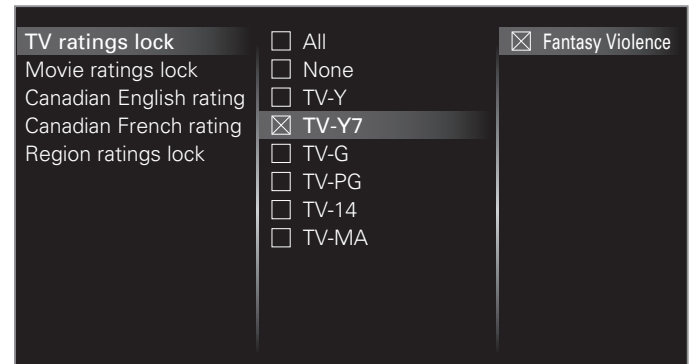 TV ratings lock
Movie ratings lock
Canadian English rating
Canadian French rating
Region ratings lock
All
None
TV-Y
TV-Y7
TV-G
TV-PG
TV-14
TV-MA
Fantasy Violence